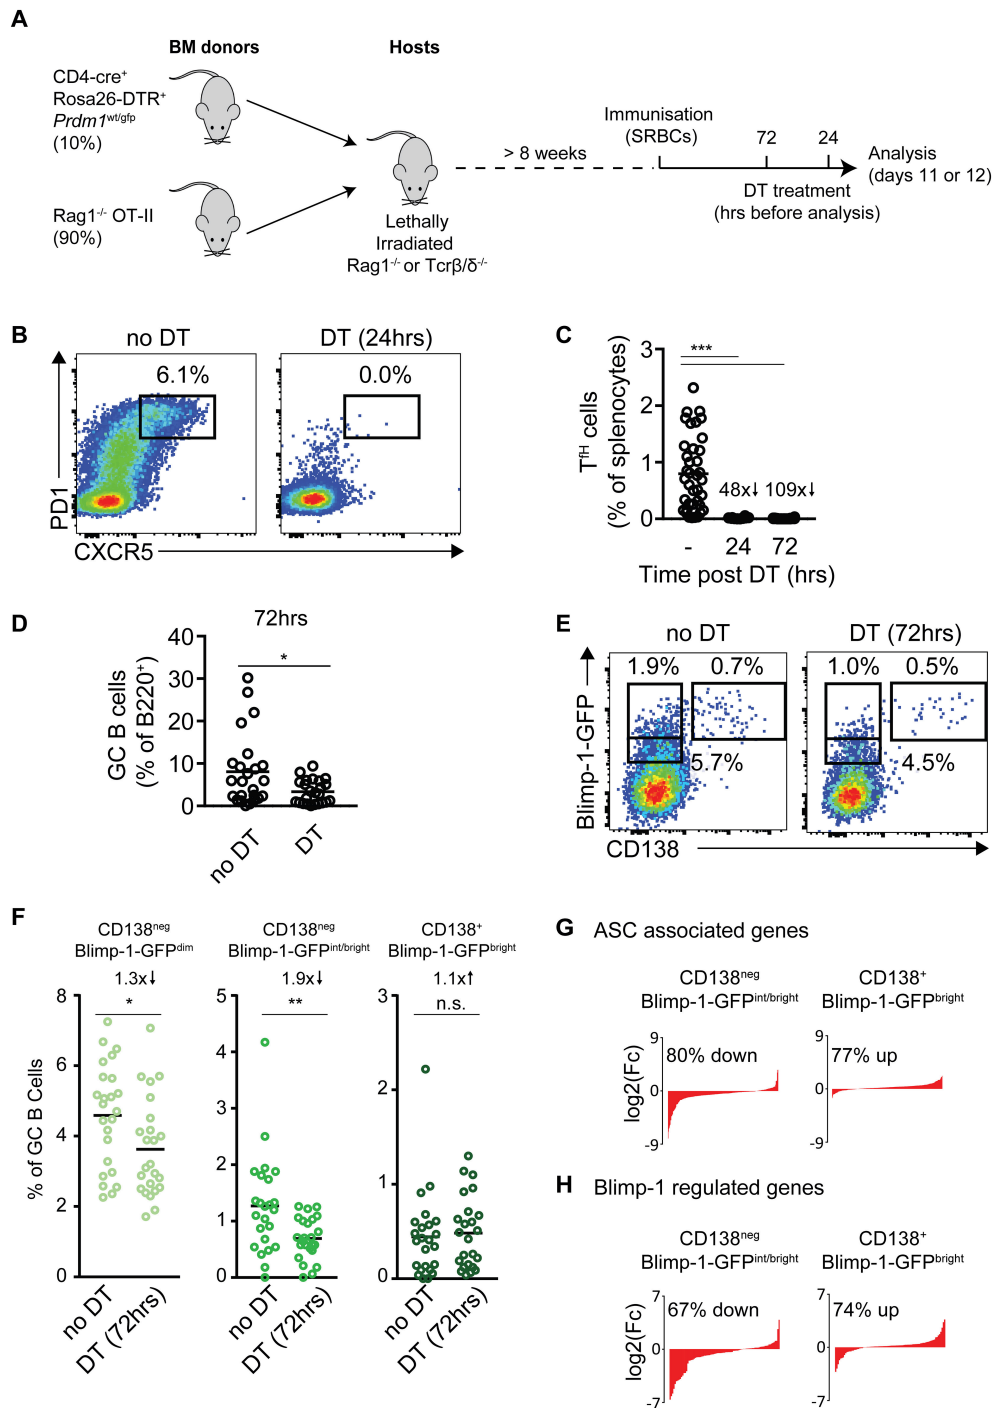 A
BM donors
Hosts
CD4-cre⁺
Rosa26-DTR⁺
Prdm1ʷᵗ/ᵍᶠᵖ
(10%)
Rag1⁻/⁻ OT-II
(90%)
Lethally
Irradiated
Rag1⁻/⁻ or Tcrβ/δ⁻/⁻
> 8 weeks
Immunisation
(SRBCs)
72
24
DT treatment
(hrs before analysis)
Analysis
(days 11 or 12)
B
no DT
DT (24hrs)
6.1%
0.0%
PD1
CXCR5
C
TfH cells
(% of splenocytes)
3
2
1
0
***
48x↓
109x↓
-
24
72
Time post DT (hrs)
D
72hrs
GC B cells
(% of B220⁺)
40
30
20
10
0
*
no DT
DT
E
no DT
DT (72hrs)
1.9%
0.7%
5.7%
1.0%
0.5%
4.5%
Blimp-1-GFP
CD138
F
CD138ⁿᵉᵍ
Blimp-1-GFPᵈⁱᵐ
1.3x↓
*
8
6
4
2
0
% of GC B Cells
no DT
DT (72hrs)
CD138ⁿᵉᵍ
Blimp-1-GFPⁱⁿᵗ/ᵇʳⁱᵍʰᵗ
1.9x↓
**
5
4
3
2
1
0
no DT
DT (72hrs)
CD138⁺
Blimp-1-GFPᵇʳⁱᵍʰᵗ
1.1x↑
n.s.
3
2
1
0
no DT
DT (72hrs)
G
ASC associated genes
CD138ⁿᵉᵍ
Blimp-1-GFPⁱⁿᵗ/ᵇʳⁱᵍʰᵗ
CD138⁺
Blimp-1-GFPᵇʳⁱᵍʰᵗ
log2(Fc)
9
0
-9
80% down
9
0
-9
77% up
H
Blimp-1 regulated genes
CD138ⁿᵉᵍ
Blimp-1-GFPⁱⁿᵗ/ᵇʳⁱᵍʰᵗ
CD138⁺
Blimp-1-GFPᵇʳⁱᵍʰᵗ
log2(Fc)
7
0
-7
67% down
7
0
-7
74% up